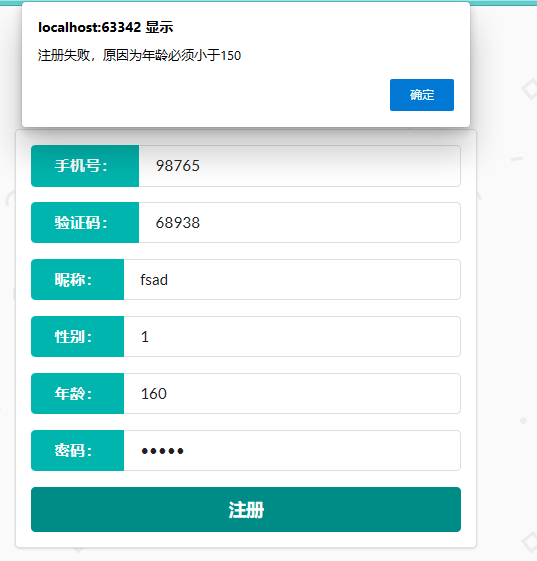 localhost:63342 显示
注册失败，原因为年龄必须小于150
确定
手机号： 98765
验证码： 68938
昵称： fsad
性别： 1
年龄： 160
密码： •••••
注册